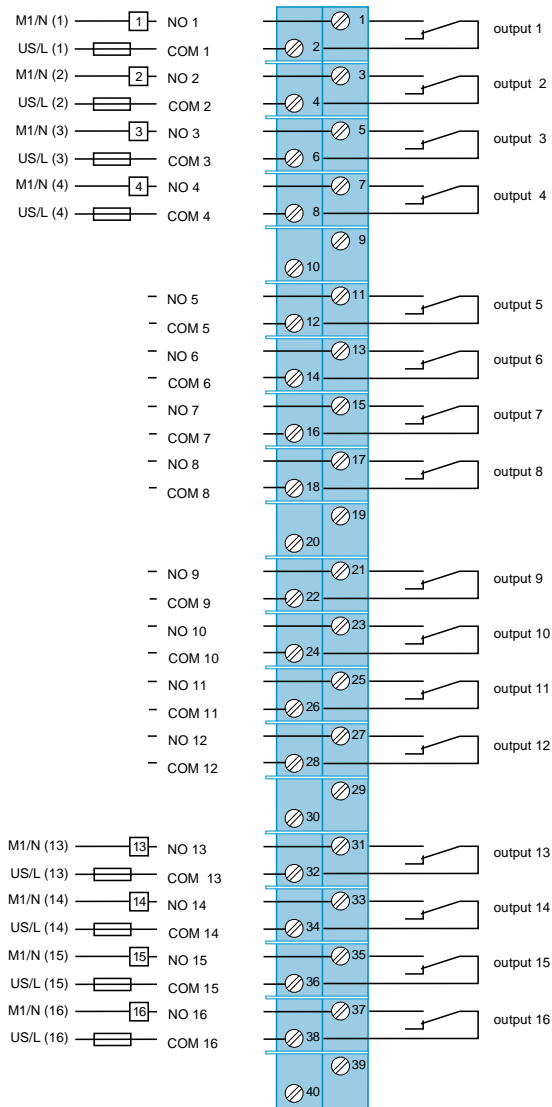 M1/N (1) 1 NO 1 1 output 1
US/L (1) COM 1 2
M1/N (2) 2 NO 2 3 output 2
US/L (2) COM 2 4
M1/N (3) 3 NO 3 5 output 3
US/L (3) COM 3 6
M1/N (4) 4 NO 4 7 output 4
US/L (4) COM 4 8
9
10
NO 5 11 output 5
COM 5 12
NO 6 13 output 6
COM 6 14
NO 7 15 output 7
COM 7 16
NO 8 17 output 8
COM 8 18
19
20
NO 9 21 output 9
COM 9 22
NO 10 23 output 10
COM 10 24
NO 11 25 output 11
COM 11 26
NO 12 27 output 12
COM 12 28
29
30
M1/N (13) 13 NO 13 31 output 13
US/L (13) COM 13 32
M1/N (14) 14 NO 14 33 output 14
US/L (14) COM 14 34
M1/N (15) 15 NO 15 35 output 15
US/L (15) COM 15 36
M1/N (16) 16 NO 16 37 output 16
US/L (16) COM 16 38
39
40